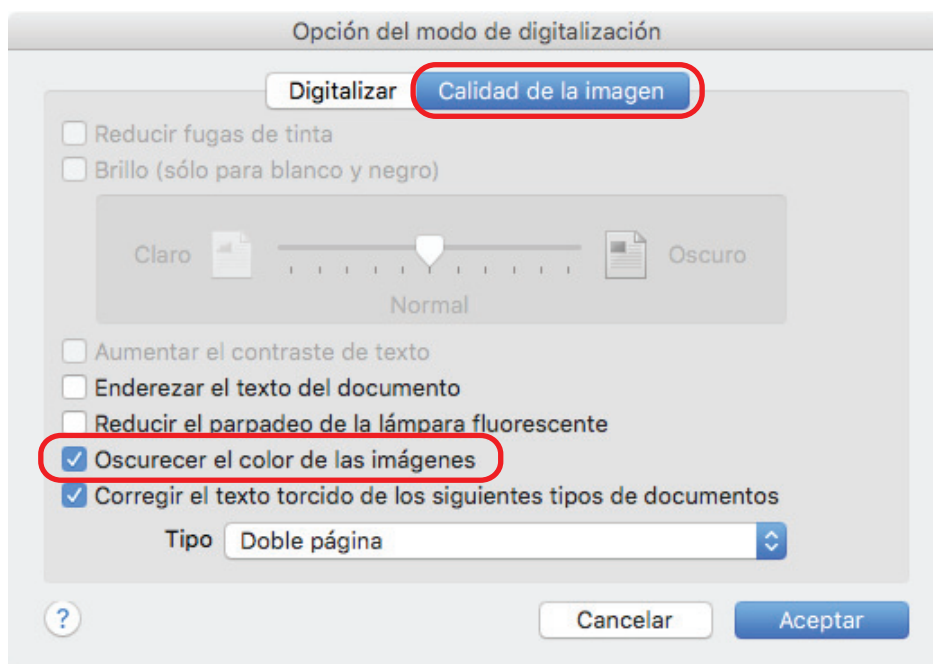 Opción del modo de digitalización
Digitalizar Calidad de la imagen
Reducir fugas de tinta
Brillo (sólo para blanco y negro)
Claro Oscuro
Normal
Aumentar el contraste de texto
Enderezar el texto del documento
Reducir el parpadeo de la lámpara fluorescente
Oscurecer el color de las imágenes
Corregir el texto torcido de los siguientes tipos de documentos
Tipo Doble página
? Cancelar Aceptar